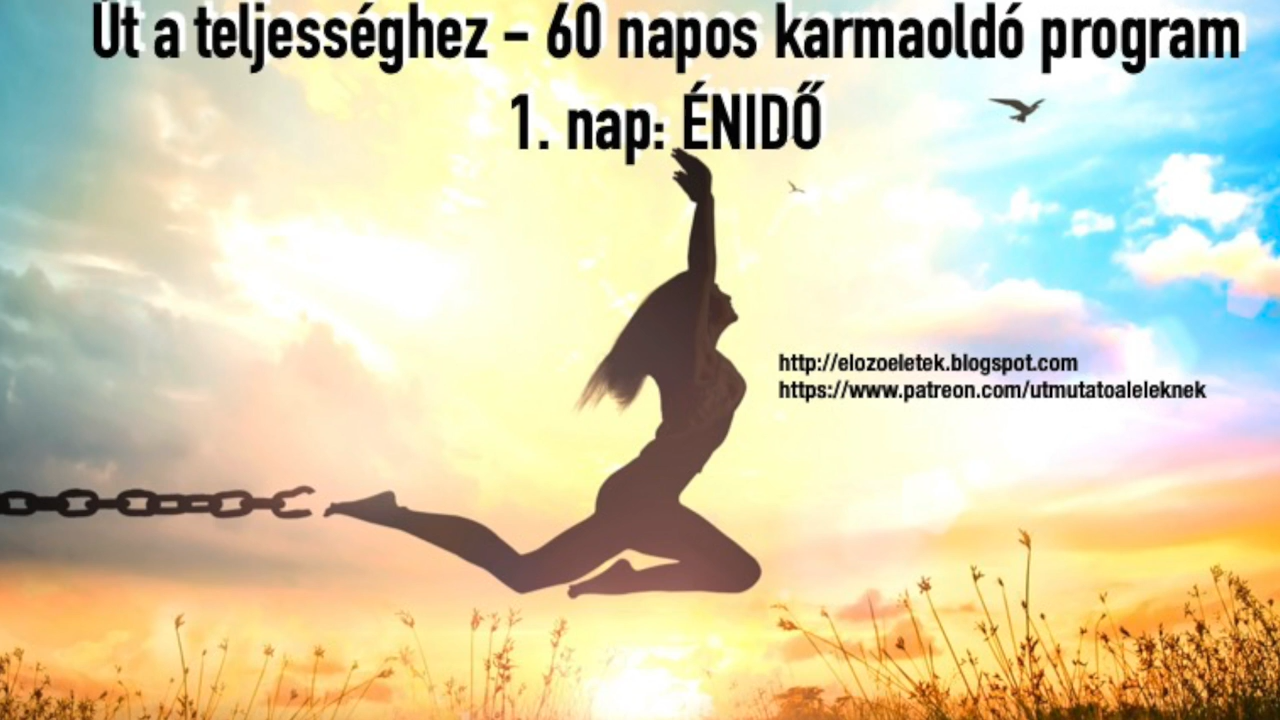 Út a teljességhez - 60 napos karmaoldó program
1. nap: ÉNIDŐ
http://elozoeletek.blogspot.com
https://www.patreon.com/utmutatoaleleknek